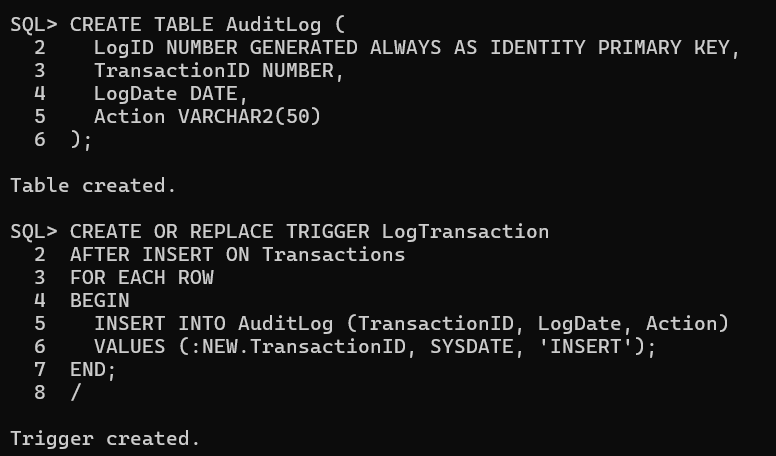 SQL> CREATE TABLE AuditLog (
  2    LogID NUMBER GENERATED ALWAYS AS IDENTITY PRIMARY KEY,
  3    TransactionID NUMBER,
  4    LogDate DATE,
  5    Action VARCHAR2(50)
  6  );
Table created.
SQL> CREATE OR REPLACE TRIGGER LogTransaction
  2  AFTER INSERT ON Transactions
  3  FOR EACH ROW
  4  BEGIN
  5    INSERT INTO AuditLog (TransactionID, LogDate, Action)
  6    VALUES (:NEW.TransactionID, SYSDATE, 'INSERT');
  7  END;
  8  /
Trigger created.